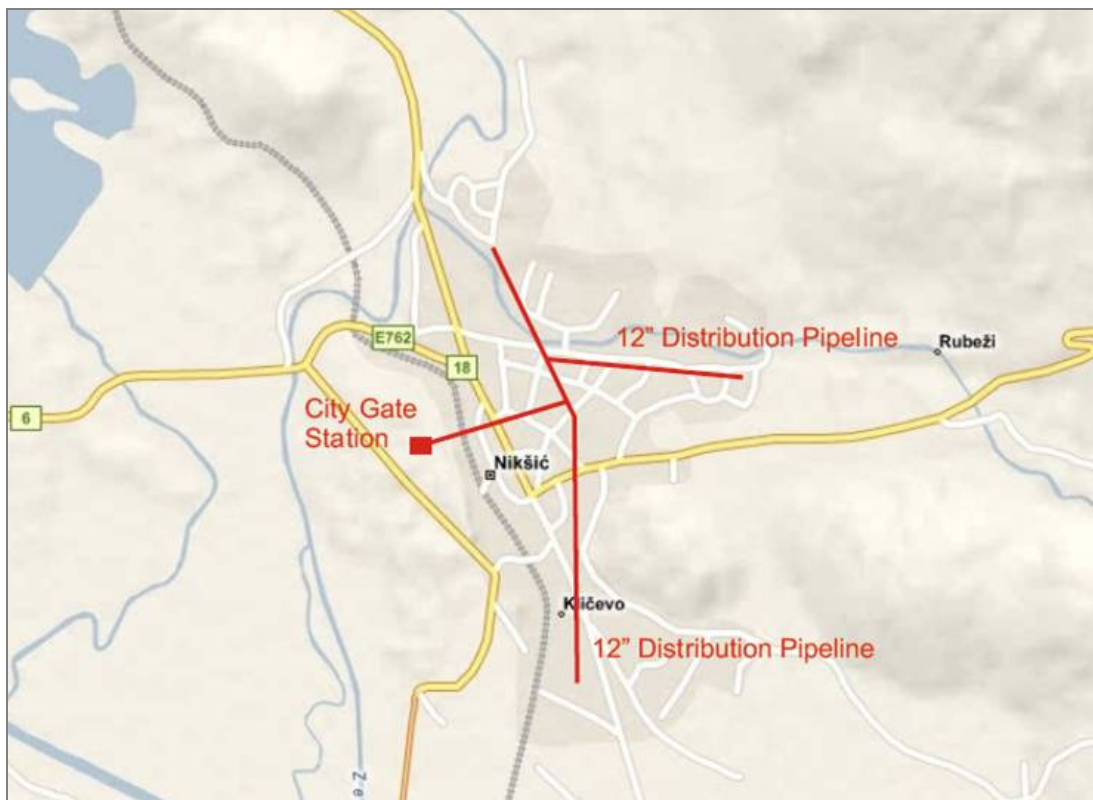 12” Distribution Pipeline
Rubeži
E762
18
City Gate
Station
6
Nikšić
Kličevo
12” Distribution Pipeline
Z e